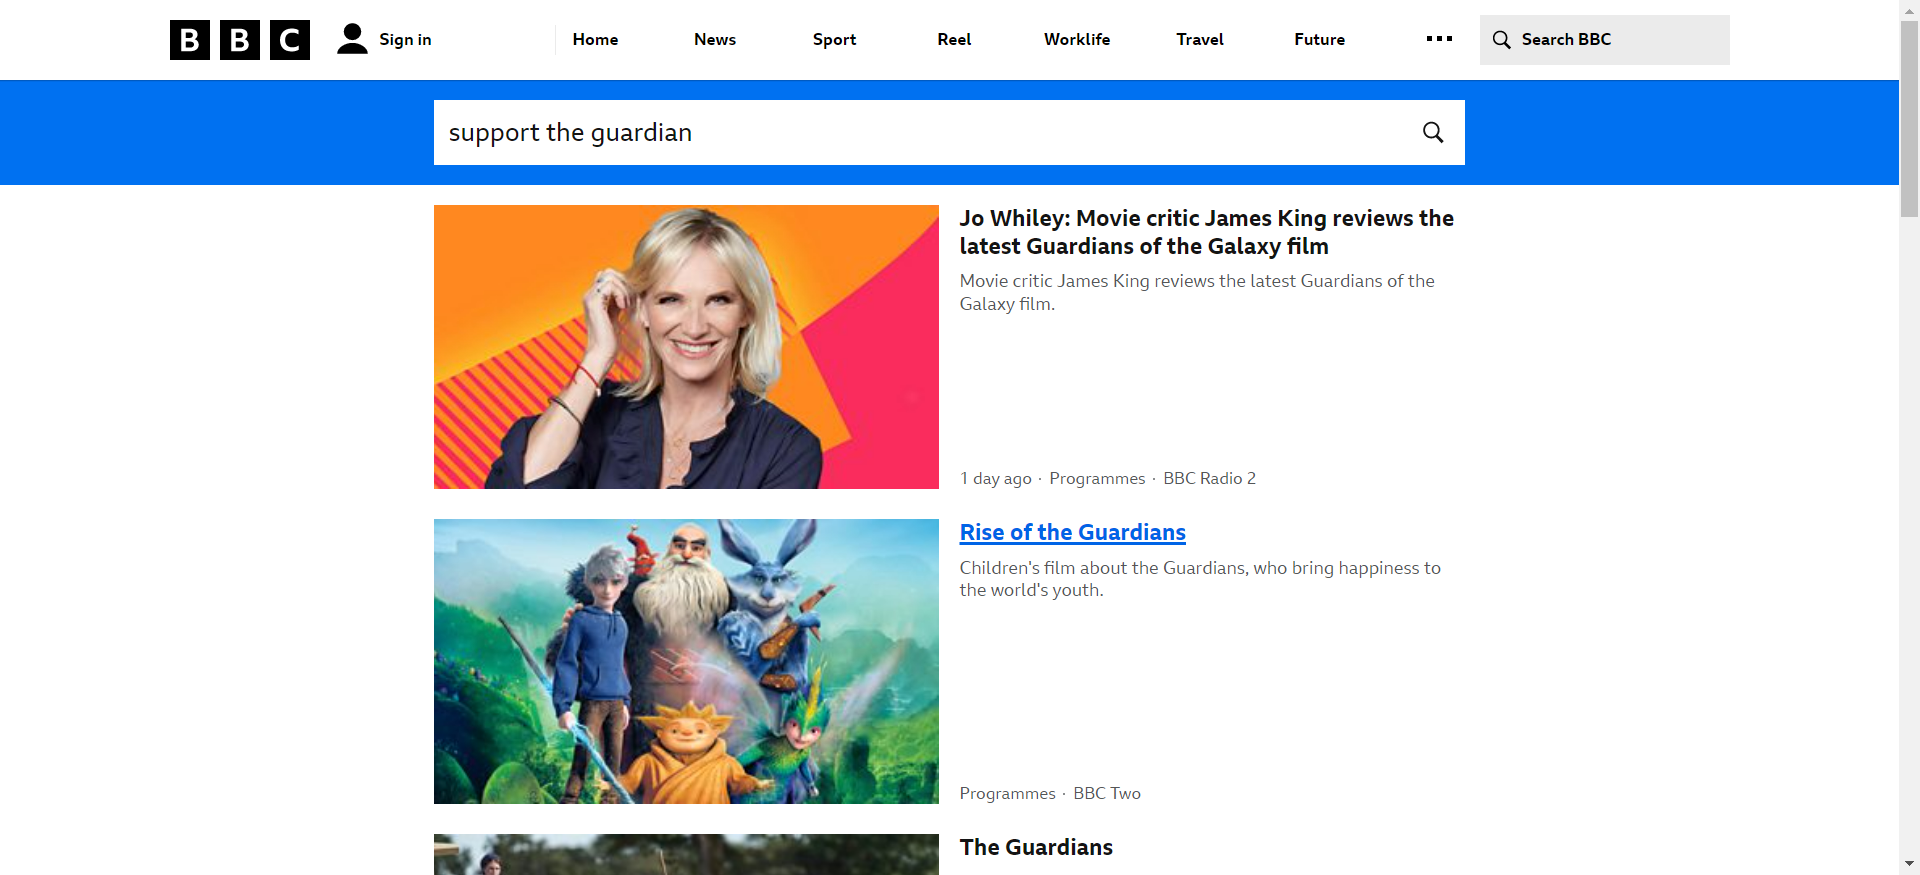 BBC
Sign in
Home
News
Sport
Reel
Worklife
Travel
Future
Search BBC
support the guardian
Jo Whiley: Movie critic James King reviews the
latest Guardians of the Galaxy film
Movie critic James King reviews the latest Guardians of the
Galaxy film.
1 day ago · Programmes · BBC Radio 2
Rise of the Guardians
Children's film about the Guardians, who bring happiness to
the world's youth.
Programmes · BBC Two
The Guardians